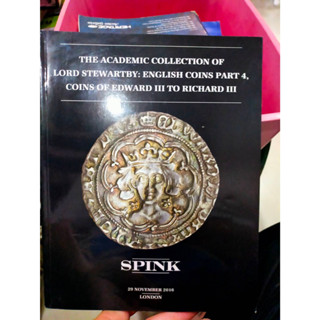 THE ACADEMIC COLLECTION OF
LORD STEWARTBY: ENGLISH COINS PART 4,
COINS OF EDWARD III TO RICHARD III
SPINK
LONDON